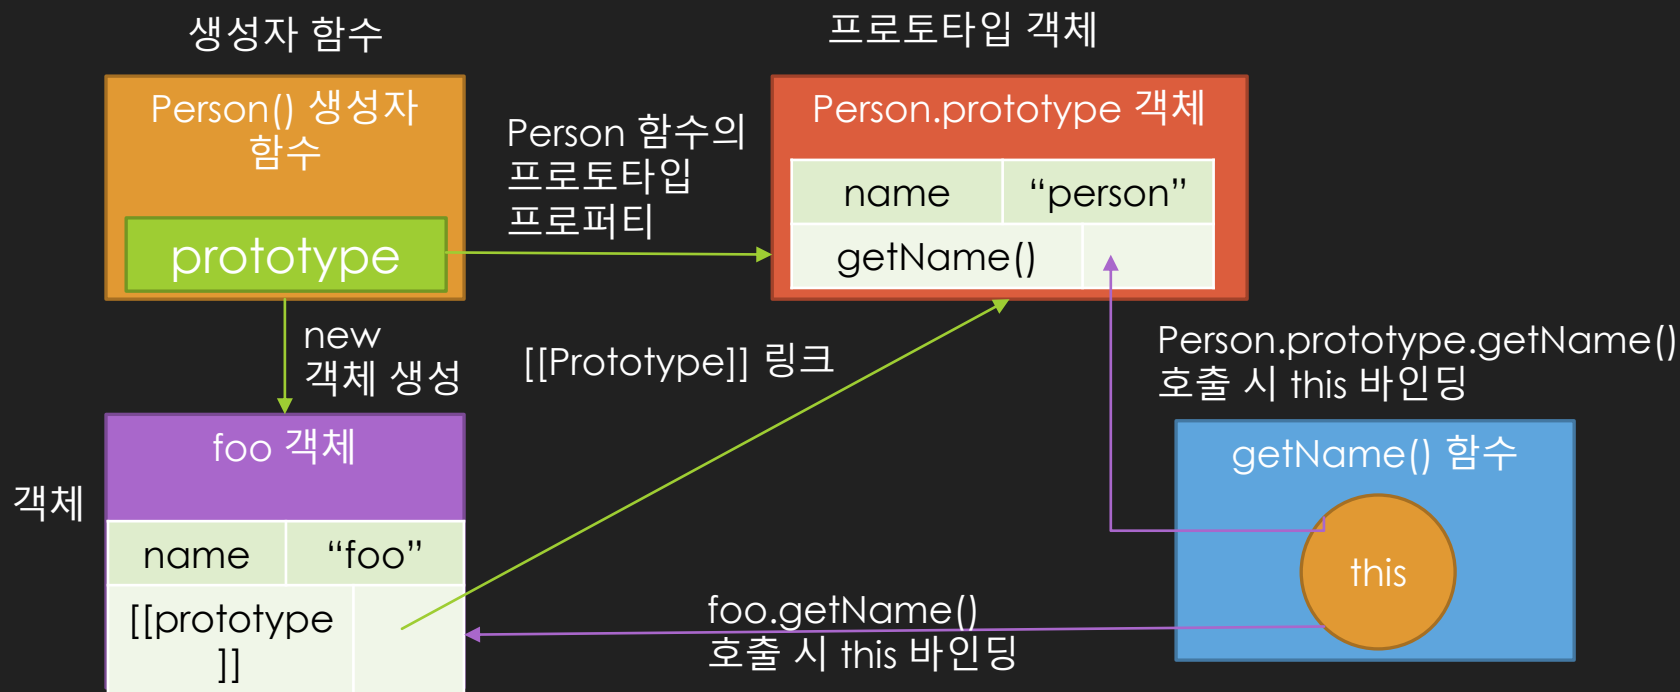 생성자 함수
프로토타입 객체
Person() 생성자
함수
prototype
Person 함수의
프로토타입
프로퍼티
Person.prototype 객체
name
“person”
getName()
new
객체 생성
[[Prototype]] 링크
Person.prototype.getName()
호출 시 this 바인딩
객체
foo 객체
name
“foo”
[[prototype
]]
foo.getName()
호출 시 this 바인딩
getName() 함수
this